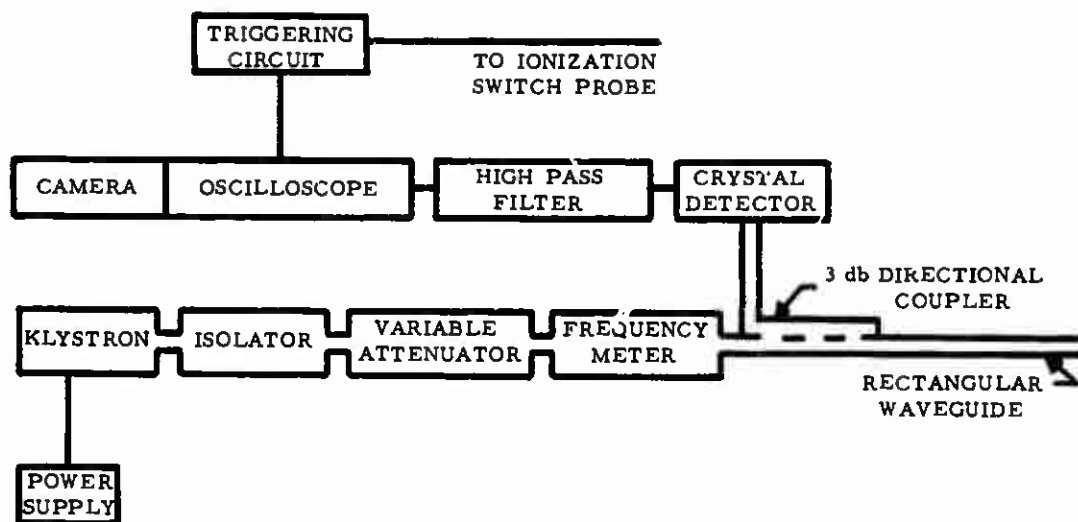 TRIGGERING
CIRCUIT
TO IONIZATION
SWITCH PROBE
CAMERA
OSCILLOSCOPE
HIGH PASS
FILTER
CRYSTAL
DETECTOR
3 db DIRECTIONAL
COUPLER
KLYSTRON
ISOLATOR
VARIABLE
ATTENUATOR
FREQUENCY
METER
RECTANGULAR
WAVEGUIDE
POWER
SUPPLY